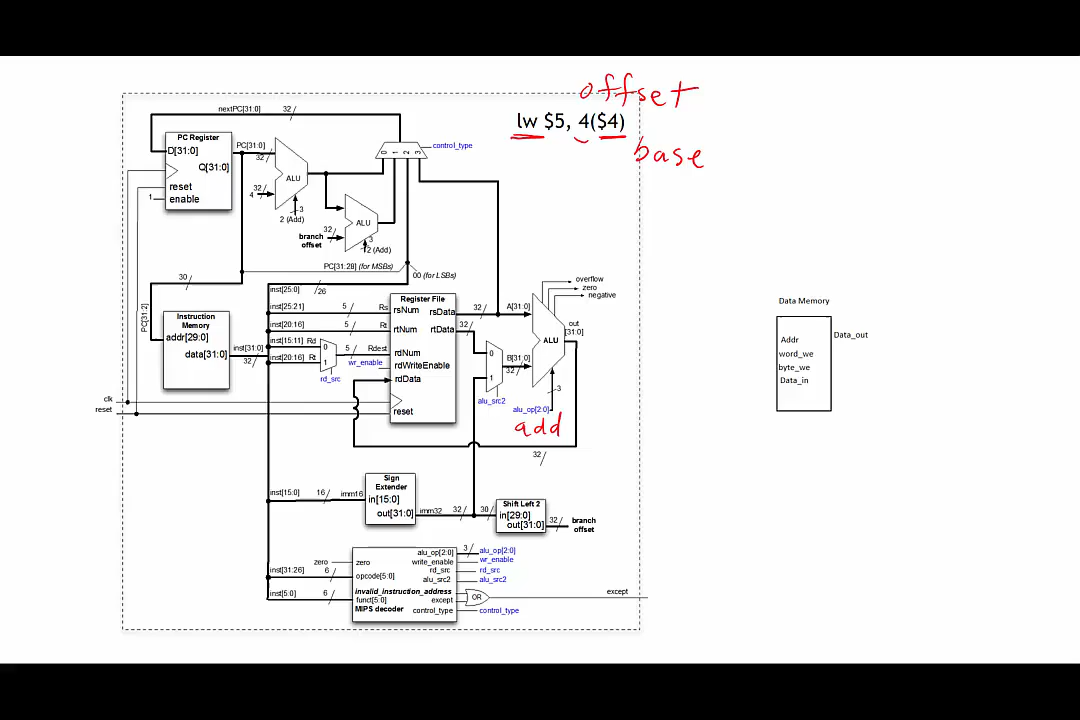 offset
lw $5, 4($4)
base
nextPC[31:0] 32
PC Register
D[31:0]
Q[31:0]
reset
enable
1
PC[31:0]
32
32
4
ALU
3
2 (Add)
0 1 2 3
control_type
ALU
32
branch
offset
3
2 (Add)
PC[31:28] (for MSBs)
00 (for LSBs)
30
PC[31:2]
Instruction
Memory
addr[29:0]
data[31:0]
inst[31:0]
32
inst[25:0] 26
inst[25:21] 5 Rs
inst[20:16] 5 Rt
inst[15:11] Rd
inst[20:16] Rt
0
1
rd_src
5 Rdest
wr_enable
Register File
rsNum rsData
rtNum rtData
rdNum
rdWriteEnable
rdData
reset
32
32
A[31:0]
0
1
alu_src2
B[31:0]
32
ALU
out
[31:0]
overflow
zero
negative
3
alu_op[2:0]
add
32
clk
reset
Data Memory
Addr
word_we
byte_we
Data_in
Data_out
inst[15:0] 16 imm16
Sign
Extender
in[15:0]
out[31:0]
imm32 32 30
Shift Left 2
in[29:0]
out[31:0]
32
branch
offset
inst[31:26] 6
inst[5:0] 6
zero
zero
opcode[5:0]
invalid_instruction_address
funct[5:0]
MIPS decoder
alu_op[2:0]
write_enable
rd_src
alu_src2
except
control_type
3
alu_op[2:0]
wr_enable
rd_src
alu_src2
OR
control_type
except